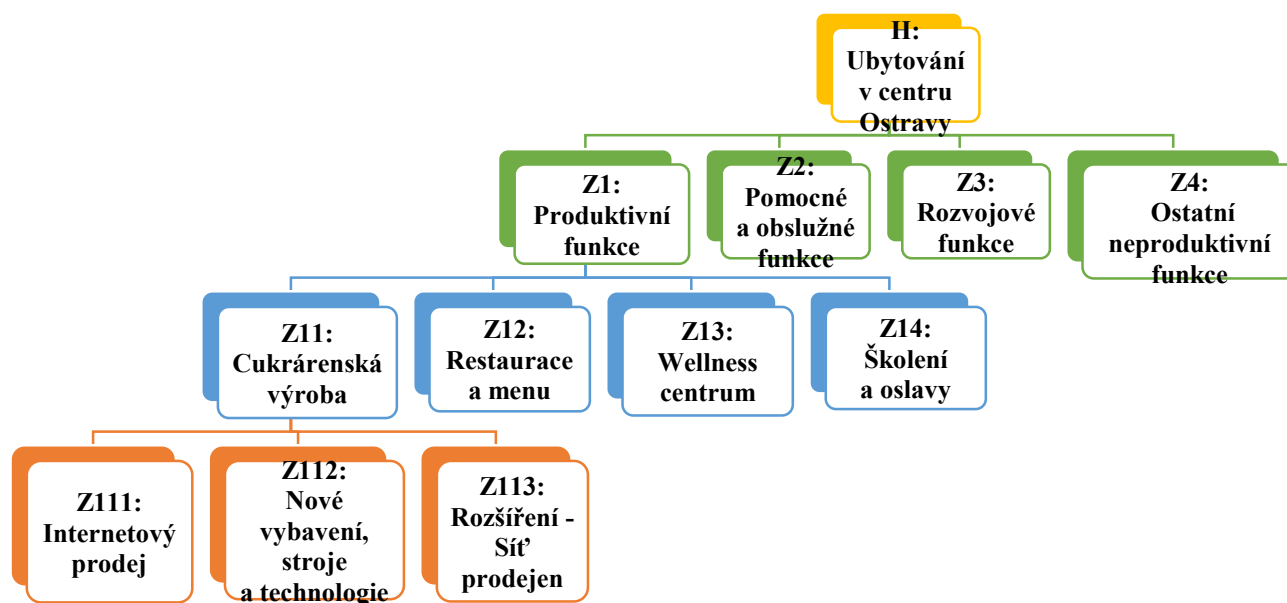 H:
Ubytování
v centru
Ostravy
Z1:
Produktivní
funkce
Z2:
Pomocné
a obslužné
funkce
Z3:
Rozvojové
funkce
Z4:
Ostatní
neproduktivní
funkce
Z11:
Cukrárenská
výroba
Z12:
Restaurace
a menu
Z13:
Wellness
centrum
Z14:
Školení
a oslavy
Z111:
Internetový
prodej
Z112:
Nové
vybavení,
stroje
a technologie
Z113:
Rozšíření -
Síť
prodejen